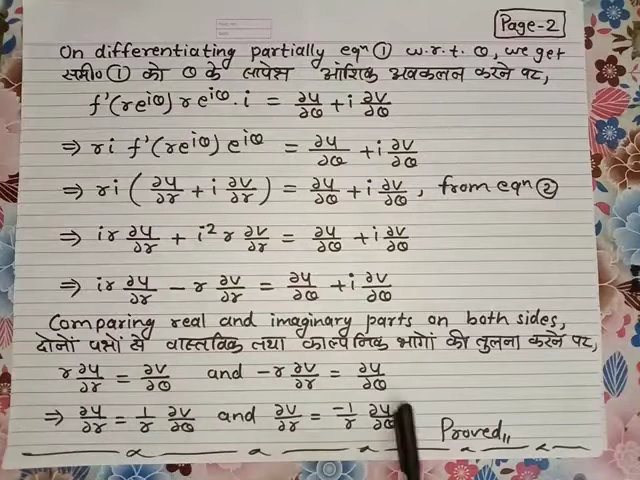 Page-2
On differentiating partially eqn ① w.r.t. θ, we get
समी० ① को θ के सापेक्ष आंशिक अवकलन करने पर,
f'(re^{iθ}) re^{iθ}.i = ∂u/∂θ + i ∂v/∂θ
⇒ ri f'(re^{iθ}) e^{iθ} = ∂u/∂θ + i ∂v/∂θ
⇒ ri (∂u/∂r + i ∂v/∂r) = ∂u/∂θ + i ∂v/∂θ, from eqn ②
⇒ ir ∂u/∂r + i² r ∂v/∂r = ∂u/∂θ + i ∂v/∂θ
⇒ ir ∂u/∂r - r ∂v/∂r = ∂u/∂θ + i ∂v/∂θ
Comparing real and imaginary parts on both sides,
दोनों पक्षों से वास्तविक तथा काल्पनिक भागों की तुलना करने पर,
r ∂u/∂r = ∂v/∂θ and -r ∂v/∂r = ∂u/∂θ
⇒ ∂u/∂r = 1/r ∂v/∂θ and ∂v/∂r = -1/r ∂u/∂θ
Proved,,